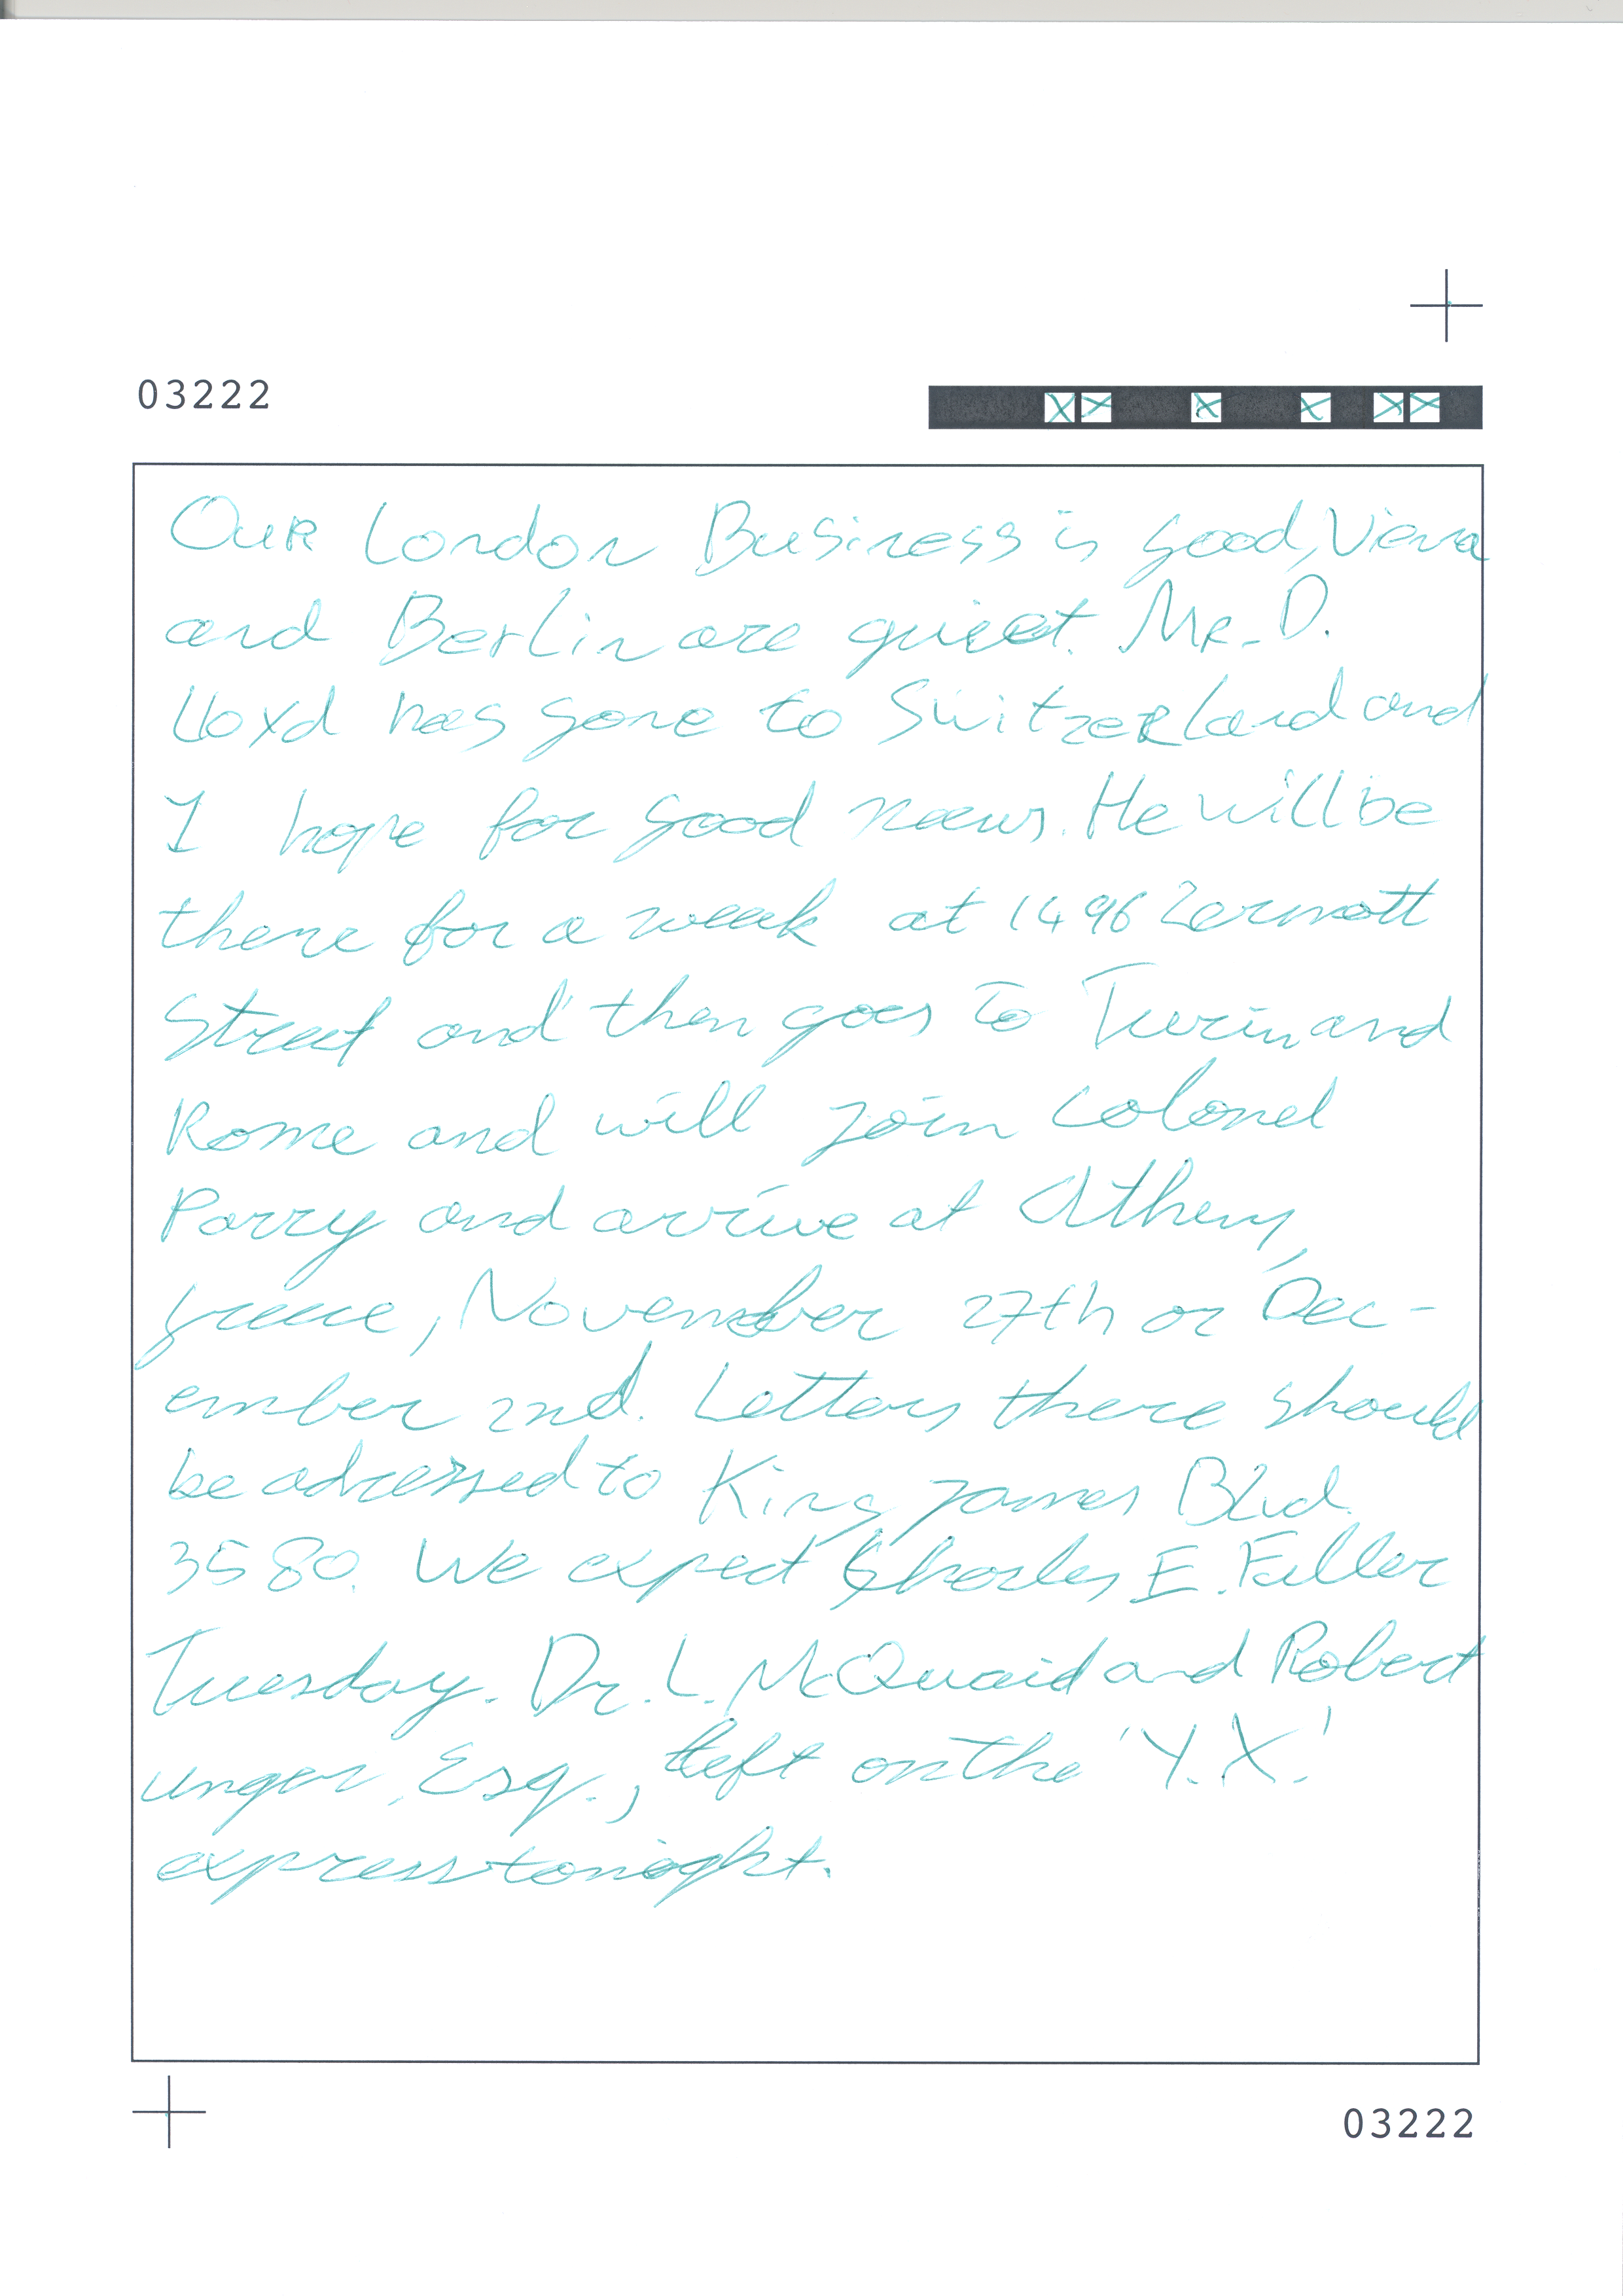 03222
Our London Business is good, Viena
and Berlin are quiet. Mr. D.
Lloyd has gone to Switzerland and
I hope for good news. He will be
there for a week at 1496 Zermott
Street and then goes to Turin and
Rome and will join Colonel
Parry and arrive at Athens,
Greece, November 27th or Dec-
ember 2nd. Letters there should
be adressed to King James Blvd.
3580. We expect Charles E. Fuller
Tuesday. Dr. L. McQuaid and Robert
Unger, Esq., left on the 'Y.X.'
express tonight.
03222